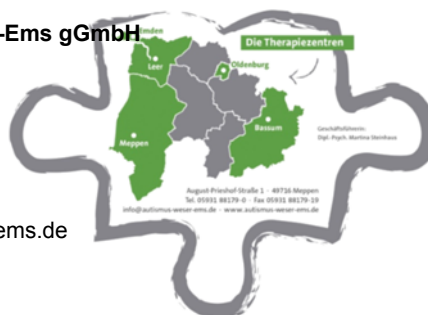 -Ems gGmbH
Emden
Die Therapiezentren
Leer
Oldenburg
Meppen
Bassum
Geschäftsführerin:
Dipl.-Psych. Martina Steinhaus
August-Prieshof-Straße 1 · 49716 Meppen
Tel. 05931 88179-0 · Fax 05931 88179-19
info@autismus-weser-ems.de · www.autismus-weser-ems.de
ems.de